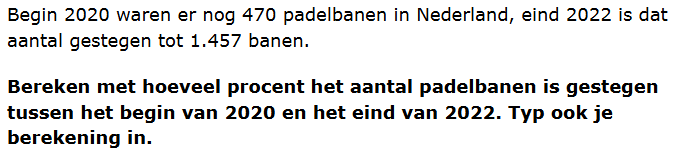 Begin 2020 waren er nog 470 padelbanen in Nederland, eind 2022 is dat
aantal gestegen tot 1.457 banen.
Bereken met hoeveel procent het aantal padelbanen is gestegen
tussen het begin van 2020 en het eind van 2022. Typ ook je
berekening in.